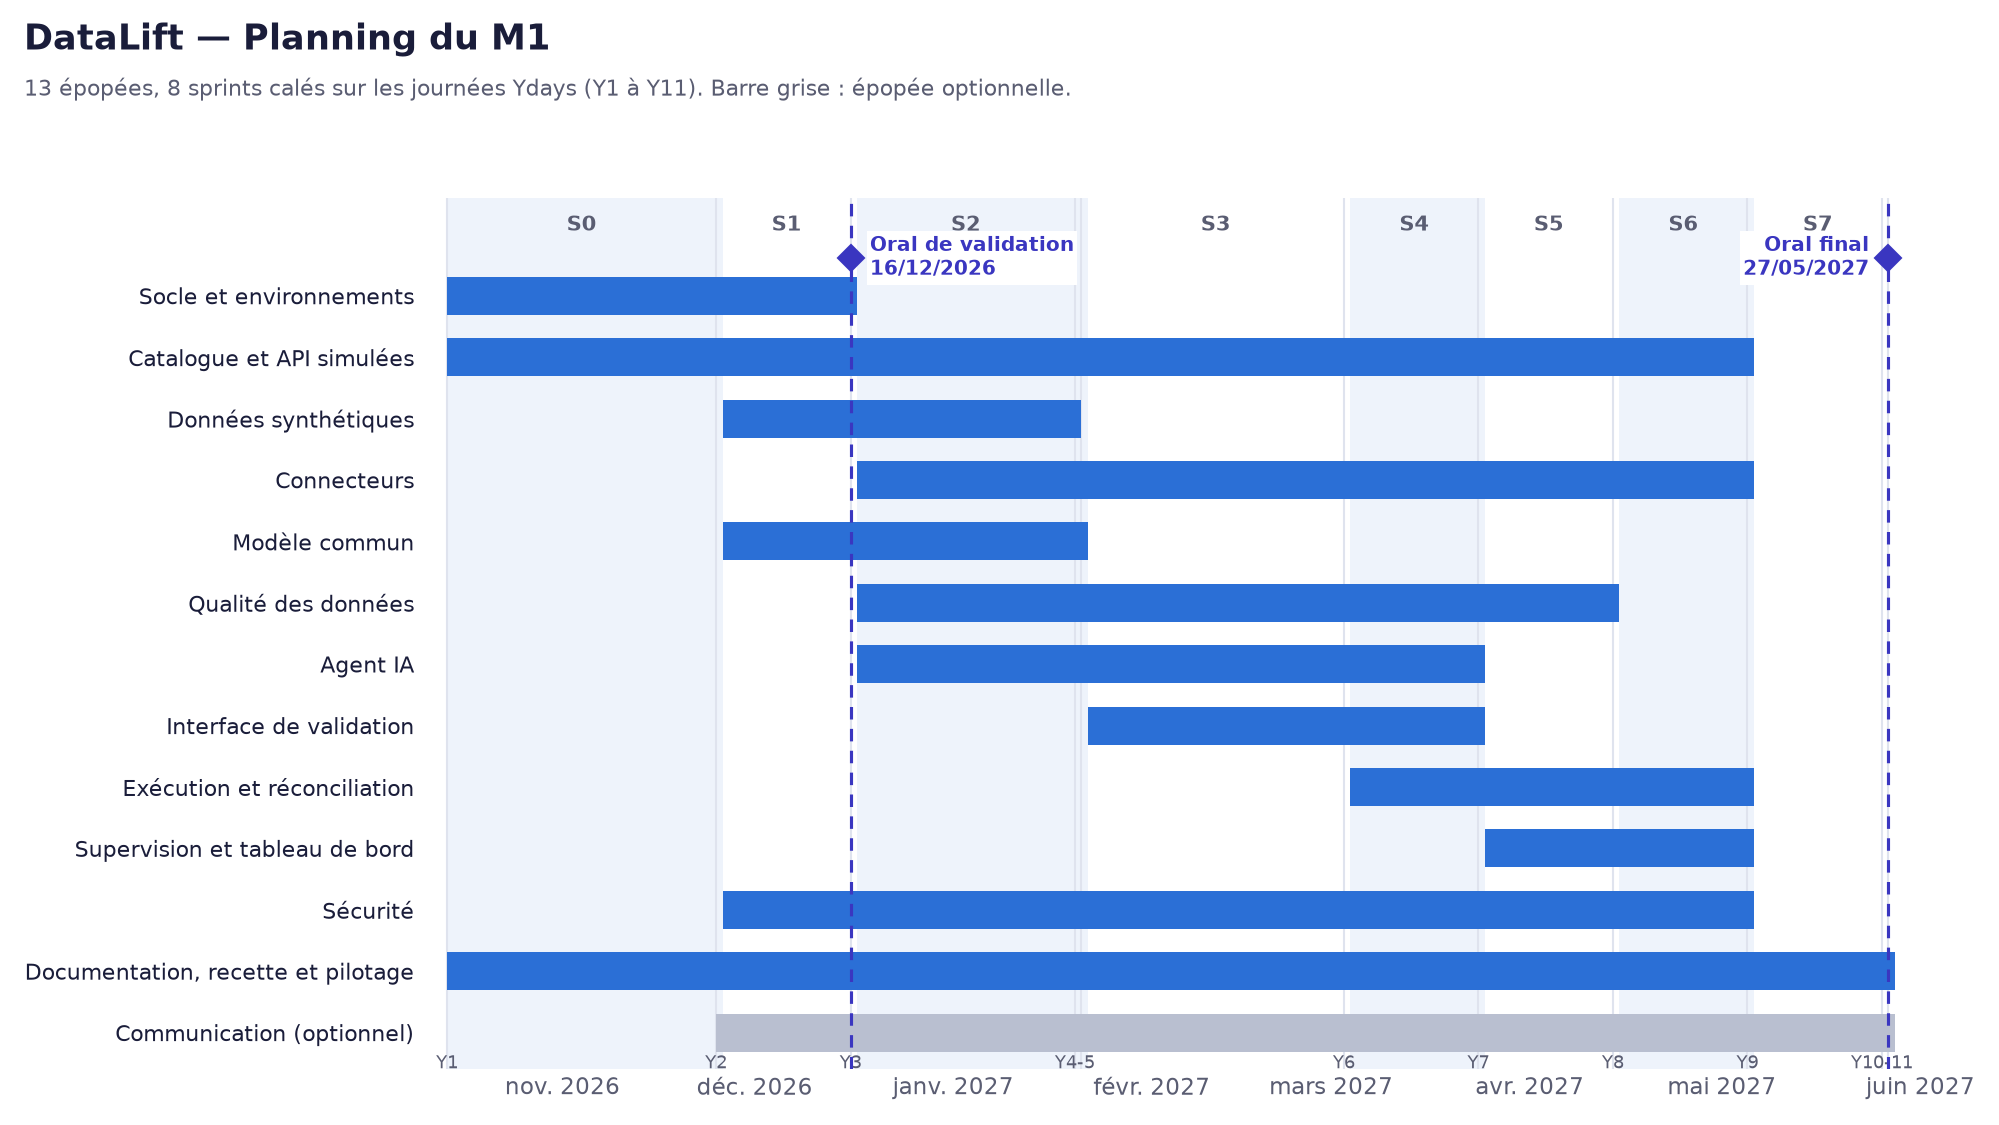 DataLift — Planning du M1
13 épopées, 8 sprints calés sur les journées Ydays (Y1 à Y11). Barre grise : épopée optionnelle.
S0 S1 S2 S3 S4 S5 S6 S7
Oral de validation
16/12/2026
Oral final
27/05/2027
Socle et environnements
Catalogue et API simulées
Données synthétiques
Connecteurs
Modèle commun
Qualité des données
Agent IA
Interface de validation
Exécution et réconciliation
Supervision et tableau de bord
Sécurité
Documentation, recette et pilotage
Communication (optionnel)
Y1 Y2 Y3 Y4-5 Y6 Y7 Y8 Y9 Y10-11
nov. 2026 déc. 2026 janv. 2027 févr. 2027 mars 2027 avr. 2027 mai 2027 juin 2027